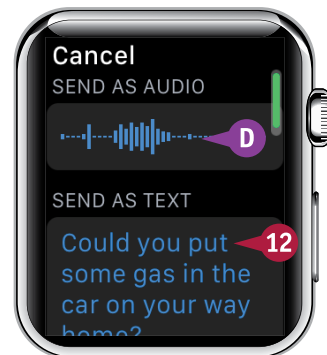 Cancel
SEND AS AUDIO
D
SEND AS TEXT
Could you put
12
some gas in the
car on your way
home?